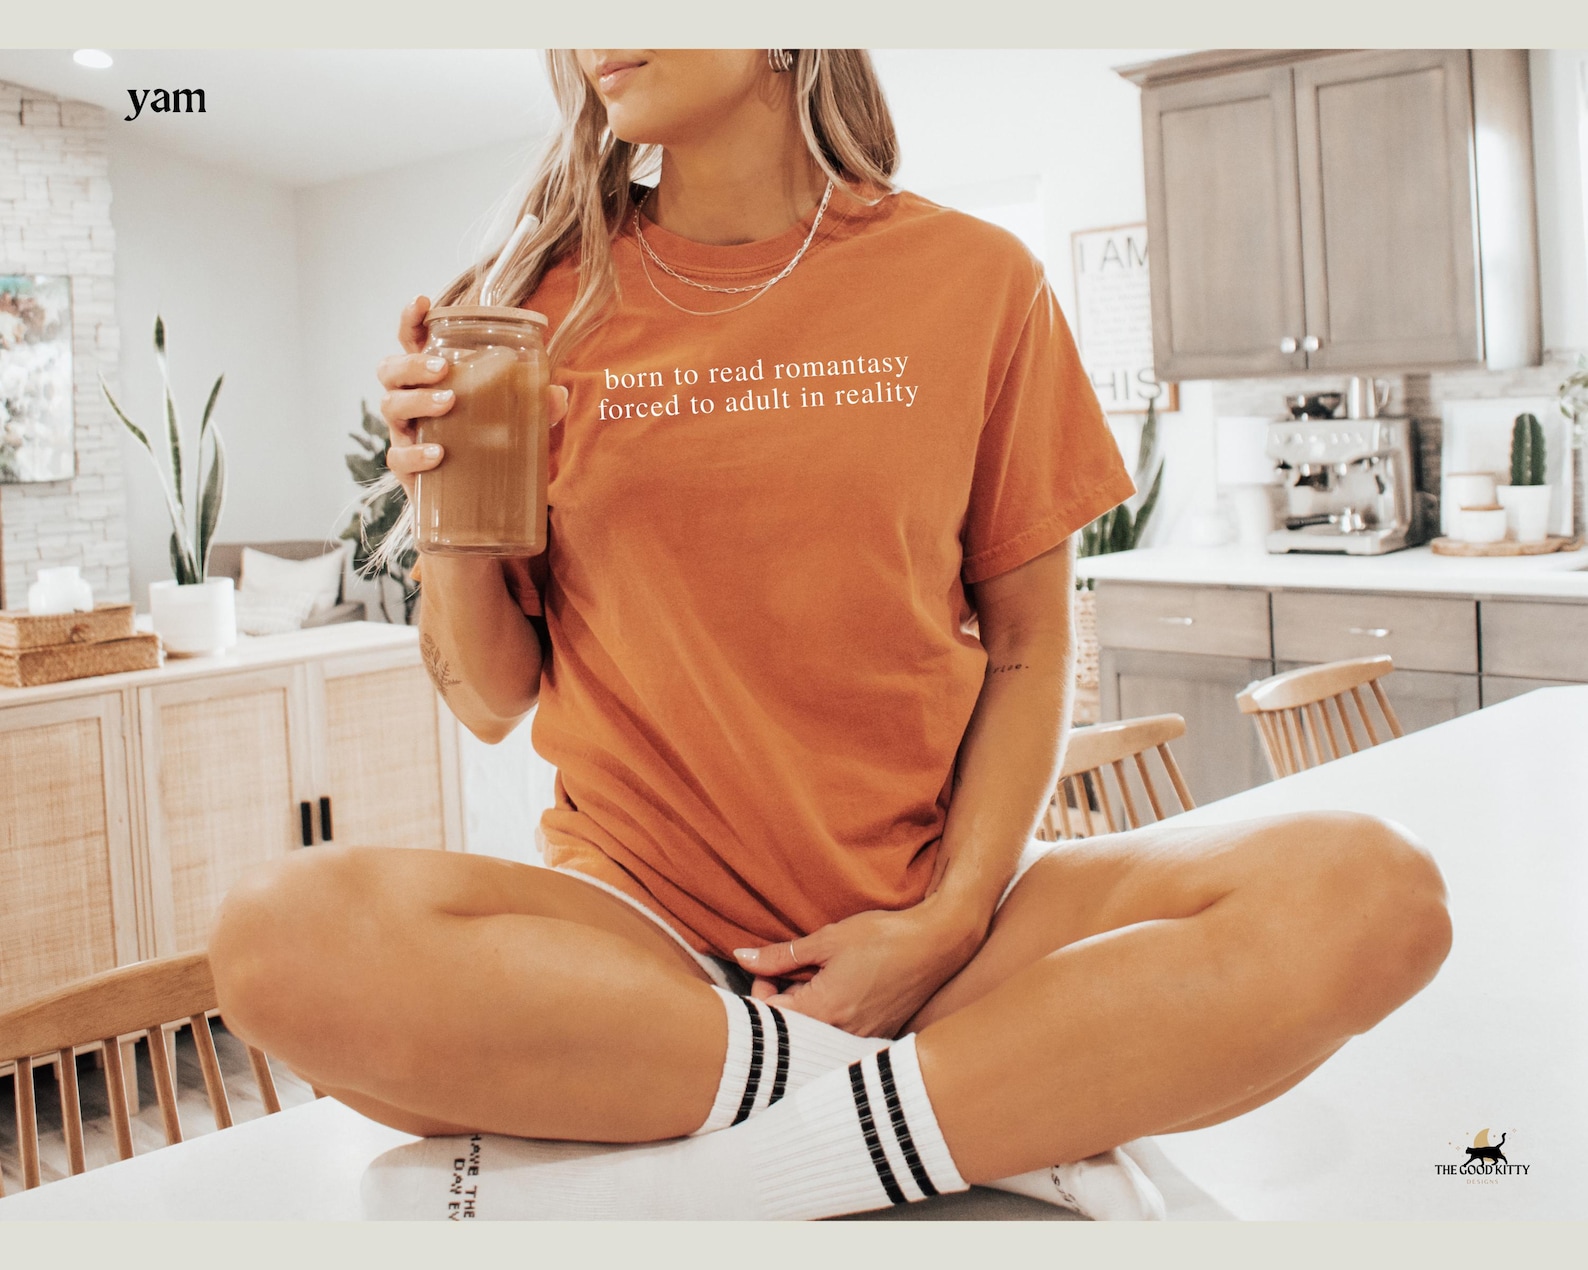 yam
I AM
HIS
born to read romantasy
forced to adult in reality
rise.
HAVE THE
DAY EV
THE GOOD KITTY
DESIGNS